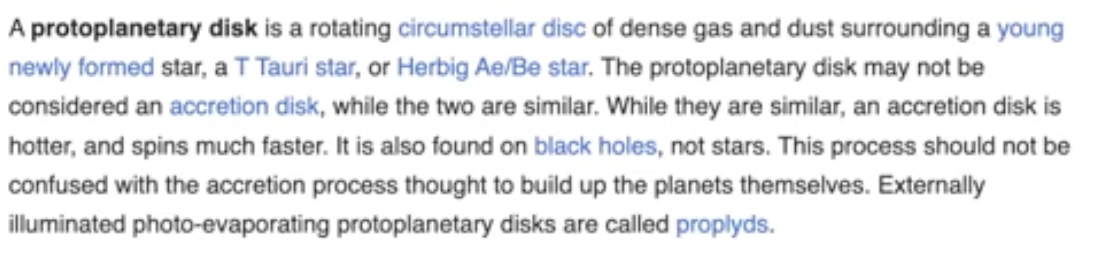 A protoplanetary disk is a rotating circumstellar disc of dense gas and dust surrounding a young
newly formed star, a T Tauri star, or Herbig Ae/Be star. The protoplanetary disk may not be
considered an accretion disk, while the two are similar. While they are similar, an accretion disk is
hotter, and spins much faster. It is also found on black holes, not stars. This process should not be
confused with the accretion process thought to build up the planets themselves. Externally
illuminated photo-evaporating protoplanetary disks are called proplyds.